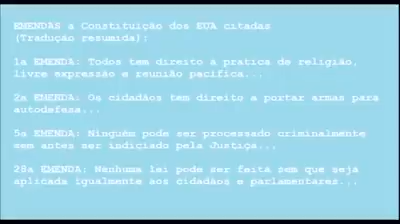 EMENDAS a Constituição dos EUA citadas
(Tradução resumida):
1a EMENDA: Todos tem direito a pratica de religião,
livre expressão e reunião pacífica...
2a EMENDA: Os cidadãos tem direito a portar armas para
autodefesa...
5a EMENDA: Ninguém pode ser processado criminalmente
sem antes ser indiciado pela Justiça...
28a EMENDA: Nenhuma lei pode ser feita sem que seja
aplicada igualmente aos cidadãos e parlamentares...